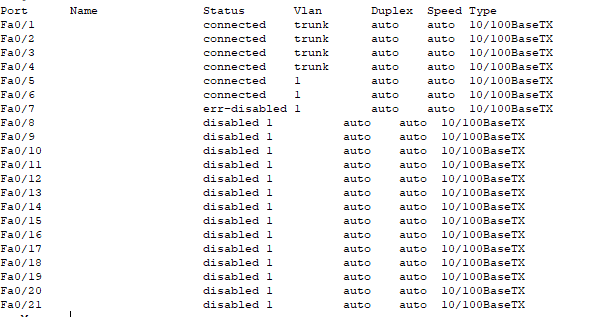 Port Name Status Vlan Duplex Speed Type
Fa0/1 connected trunk auto auto 10/100BaseTX
Fa0/2 connected trunk auto auto 10/100BaseTX
Fa0/3 connected trunk auto auto 10/100BaseTX
Fa0/4 connected trunk auto auto 10/100BaseTX
Fa0/5 connected 1 auto auto 10/100BaseTX
Fa0/6 connected 1 auto auto 10/100BaseTX
Fa0/7 err-disabled 1 auto auto 10/100BaseTX
Fa0/8 disabled 1 auto auto 10/100BaseTX
Fa0/9 disabled 1 auto auto 10/100BaseTX
Fa0/10 disabled 1 auto auto 10/100BaseTX
Fa0/11 disabled 1 auto auto 10/100BaseTX
Fa0/12 disabled 1 auto auto 10/100BaseTX
Fa0/13 disabled 1 auto auto 10/100BaseTX
Fa0/14 disabled 1 auto auto 10/100BaseTX
Fa0/15 disabled 1 auto auto 10/100BaseTX
Fa0/16 disabled 1 auto auto 10/100BaseTX
Fa0/17 disabled 1 auto auto 10/100BaseTX
Fa0/18 disabled 1 auto auto 10/100BaseTX
Fa0/19 disabled 1 auto auto 10/100BaseTX
Fa0/20 disabled 1 auto auto 10/100BaseTX
Fa0/21 disabled 1 auto auto 10/100BaseTX